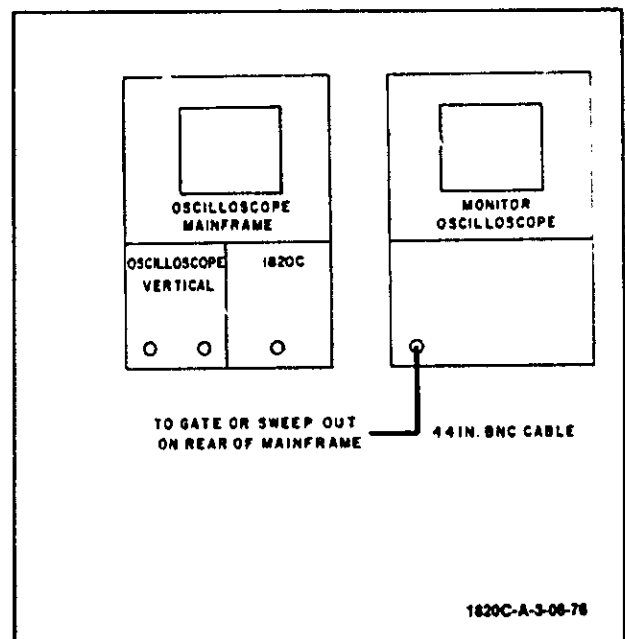 OSCILLOSCOPE
MAINFRAME
OSCILLOSCOPE
VERTICAL
1820C
MONITOR
OSCILLOSCOPE
TO GATE OR SWEEP OUT
ON REAR OF MAINFRAME
44 IN. BNC CABLE
1820C-A-3-06-76